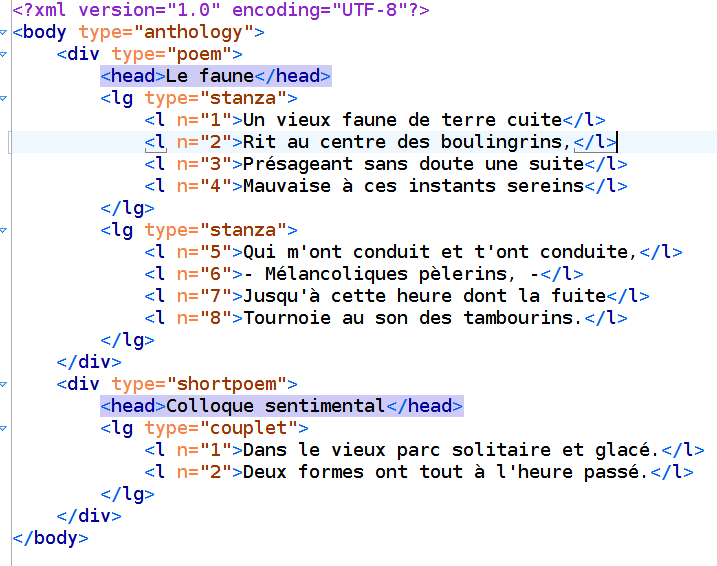 <?xml version="1.0" encoding="UTF-8"?>
<body type="anthology">
    <div type="poem">
        <head>Le faune</head>
        <lg type="stanza">
            <l n="1">Un vieux faune de terre cuite</l>
            <l n="2">Rit au centre des boulingrins,</l>
            <l n="3">Présageant sans doute une suite</l>
            <l n="4">Mauvaise à ces instants sereins</l>
        </lg>
        <lg type="stanza">
            <l n="5">Qui m'ont conduit et t'ont conduite,</l>
            <l n="6">- Mélancoliques pèlerins, -</l>
            <l n="7">Jusqu'à cette heure dont la fuite</l>
            <l n="8">Tournoie au son des tambourins.</l>
        </lg>
    </div>
    <div type="shortpoem">
        <head>Colloque sentimental</head>
        <lg type="couplet">
            <l n="1">Dans le vieux parc solitaire et glacé.</l>
            <l n="2">Deux formes ont tout à l'heure passé.</l>
        </lg>
    </div>
</body>